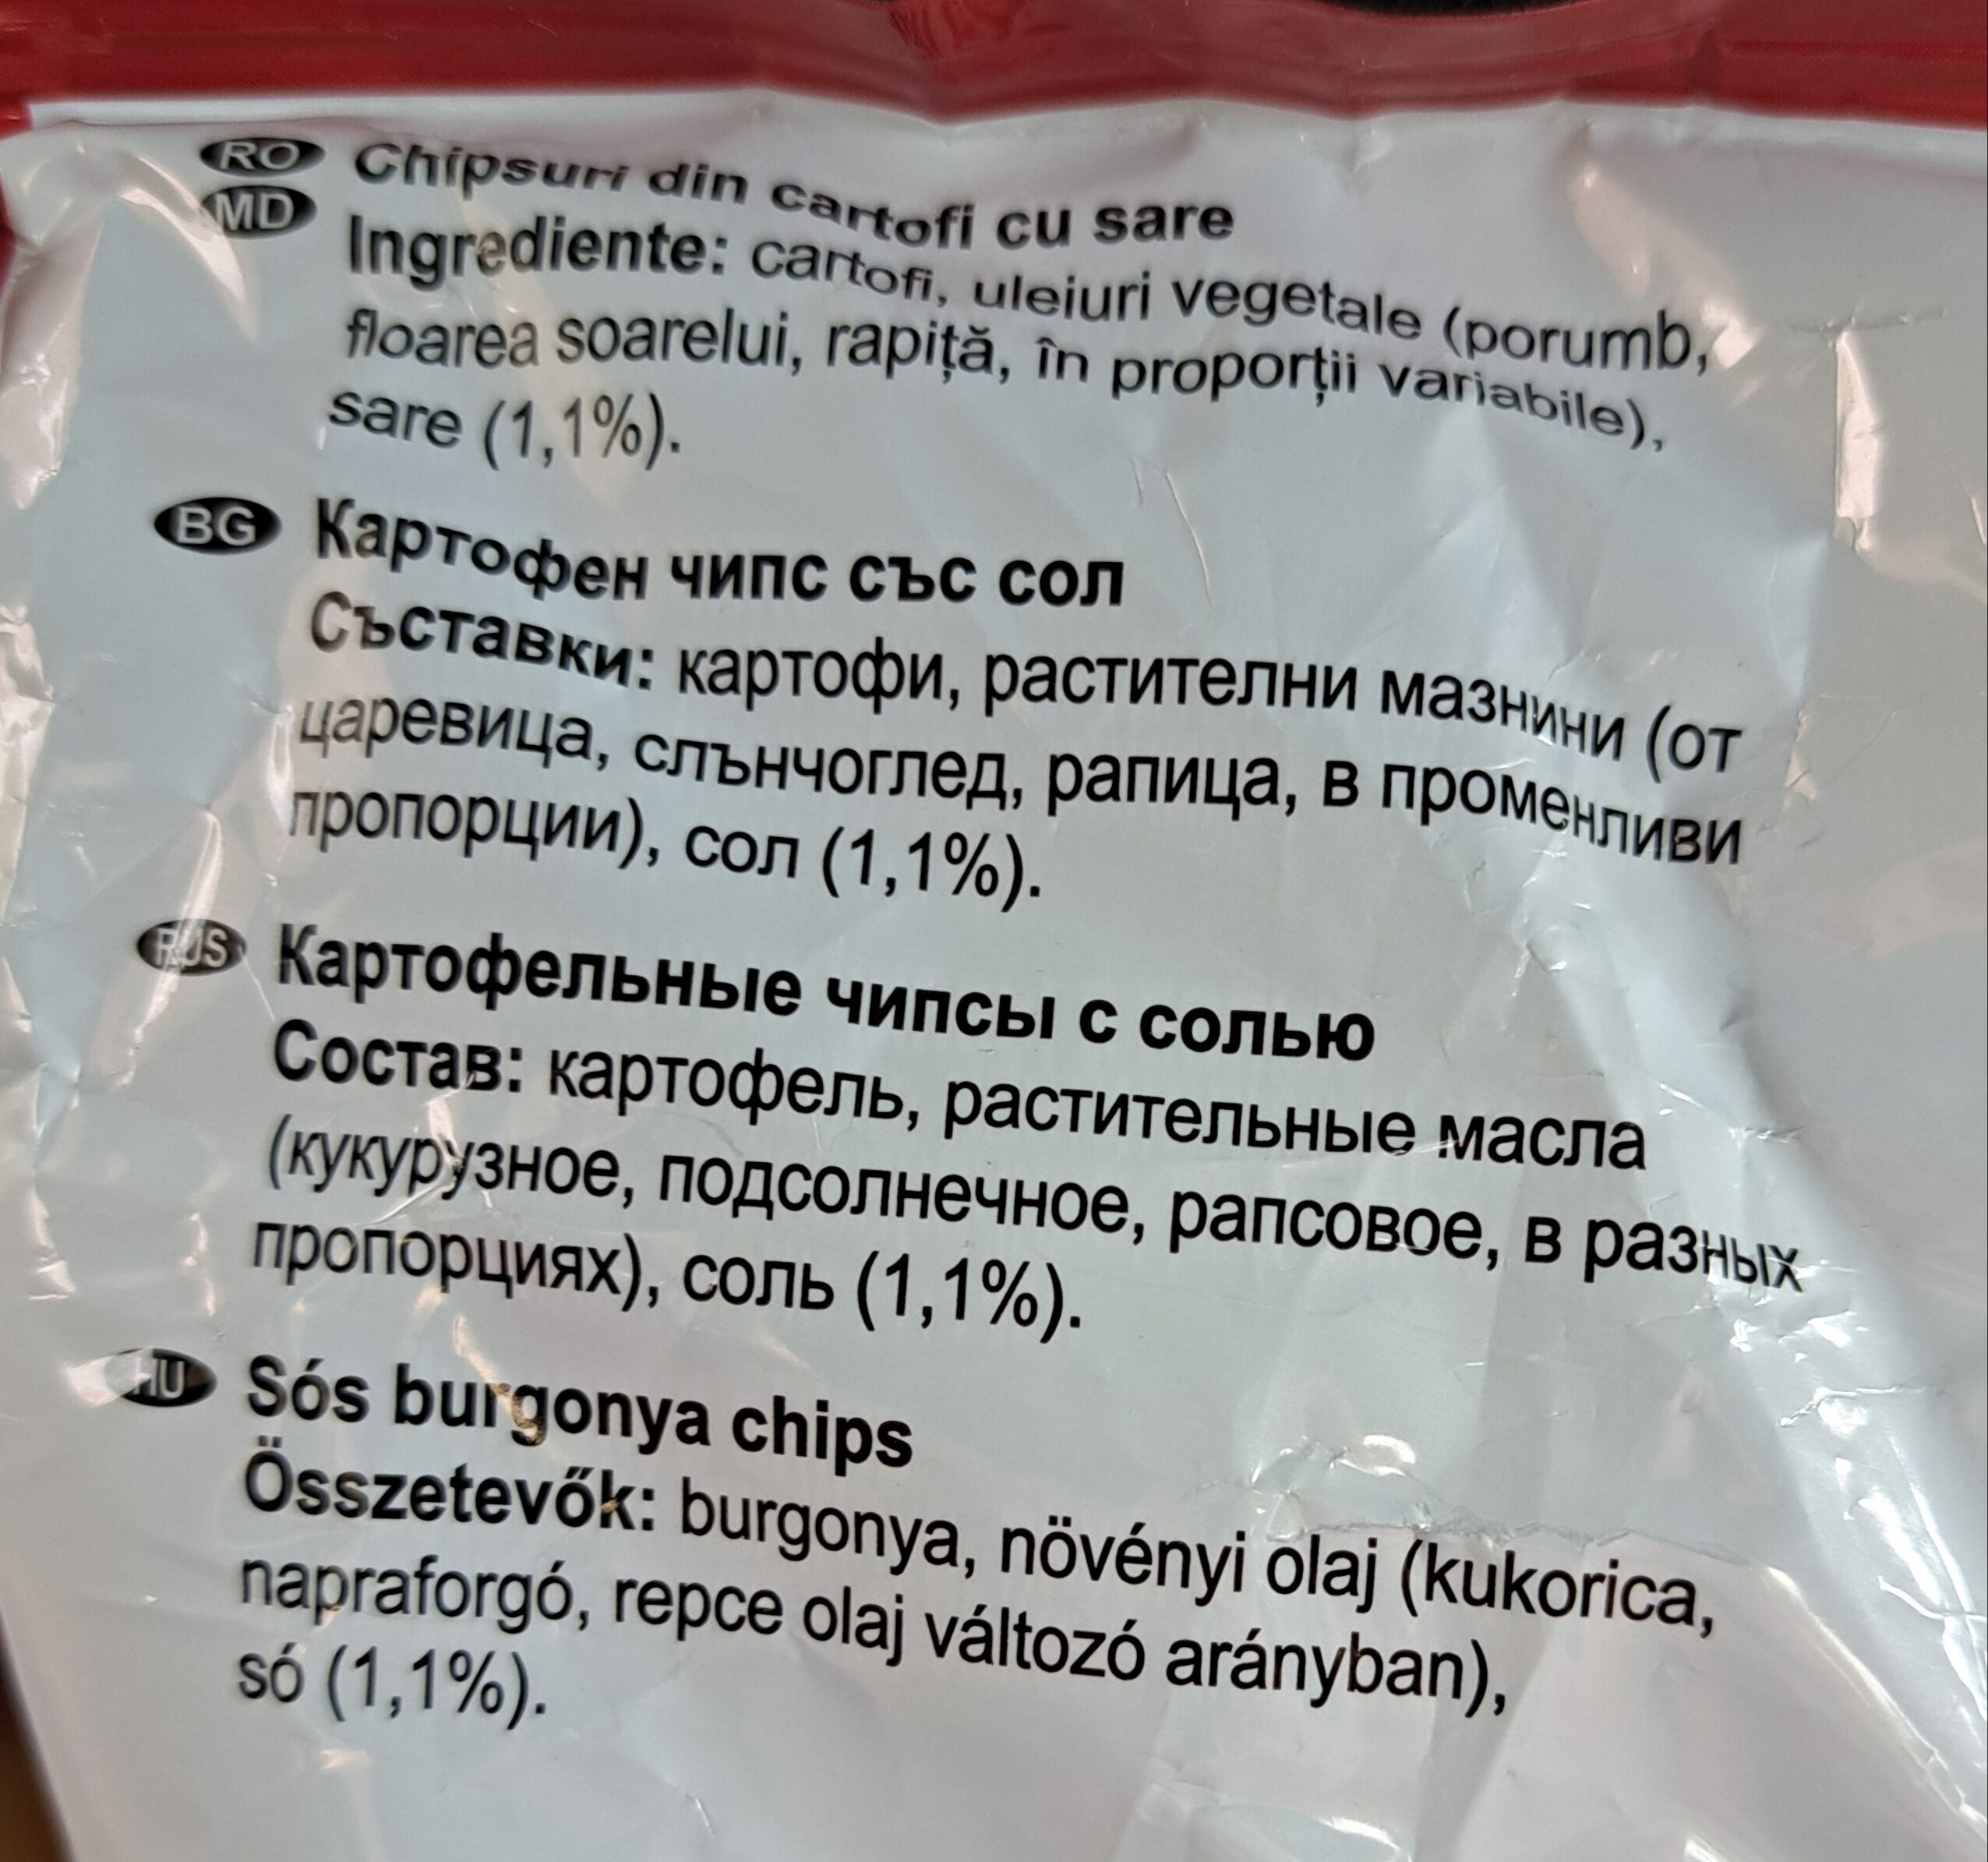 RO Chipsuri din cartofi cu sare
MD Ingrediente: cartofi, uleiuri vegetale (porumb,
floarea soarelui, rapiță, în proporții variabile),
sare (1,1%).
BG Картофен чипс със сол
Съставки: картофи, растителни мазнини (от
царевица, слънчоглед, рапица, в променливи
пропорции), сол (1,1%).
RUS Картофельные чипсы с солью
Состав: картофель, растительные масла
(кукурузное, подсолнечное, рапсовое, в разных
пропорциях), соль (1,1%).
HU Sós burgonya chips
Összetevők: burgonya, növényi olaj (kukorica,
napraforgó, repce olaj változó arányban),
só (1,1%).